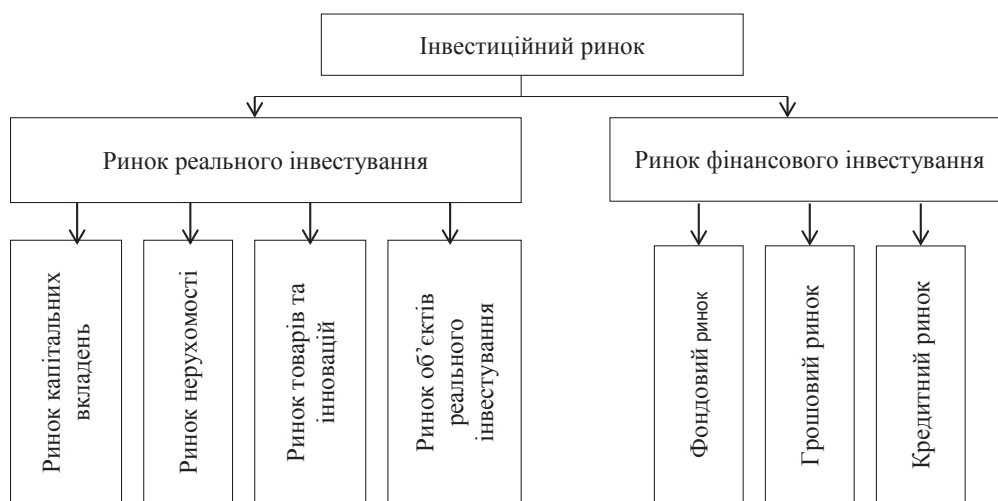 Інвестиційний ринок
Ринок реального інвестування
Ринок фінансового інвестування
Ринок капітальних
вкладень
Ринок нерухомості
Ринок товарів та
інновацій
Ринок об’єктів
реального
інвестування
Фондовий ринок
Грошовий ринок
Кредитний ринок